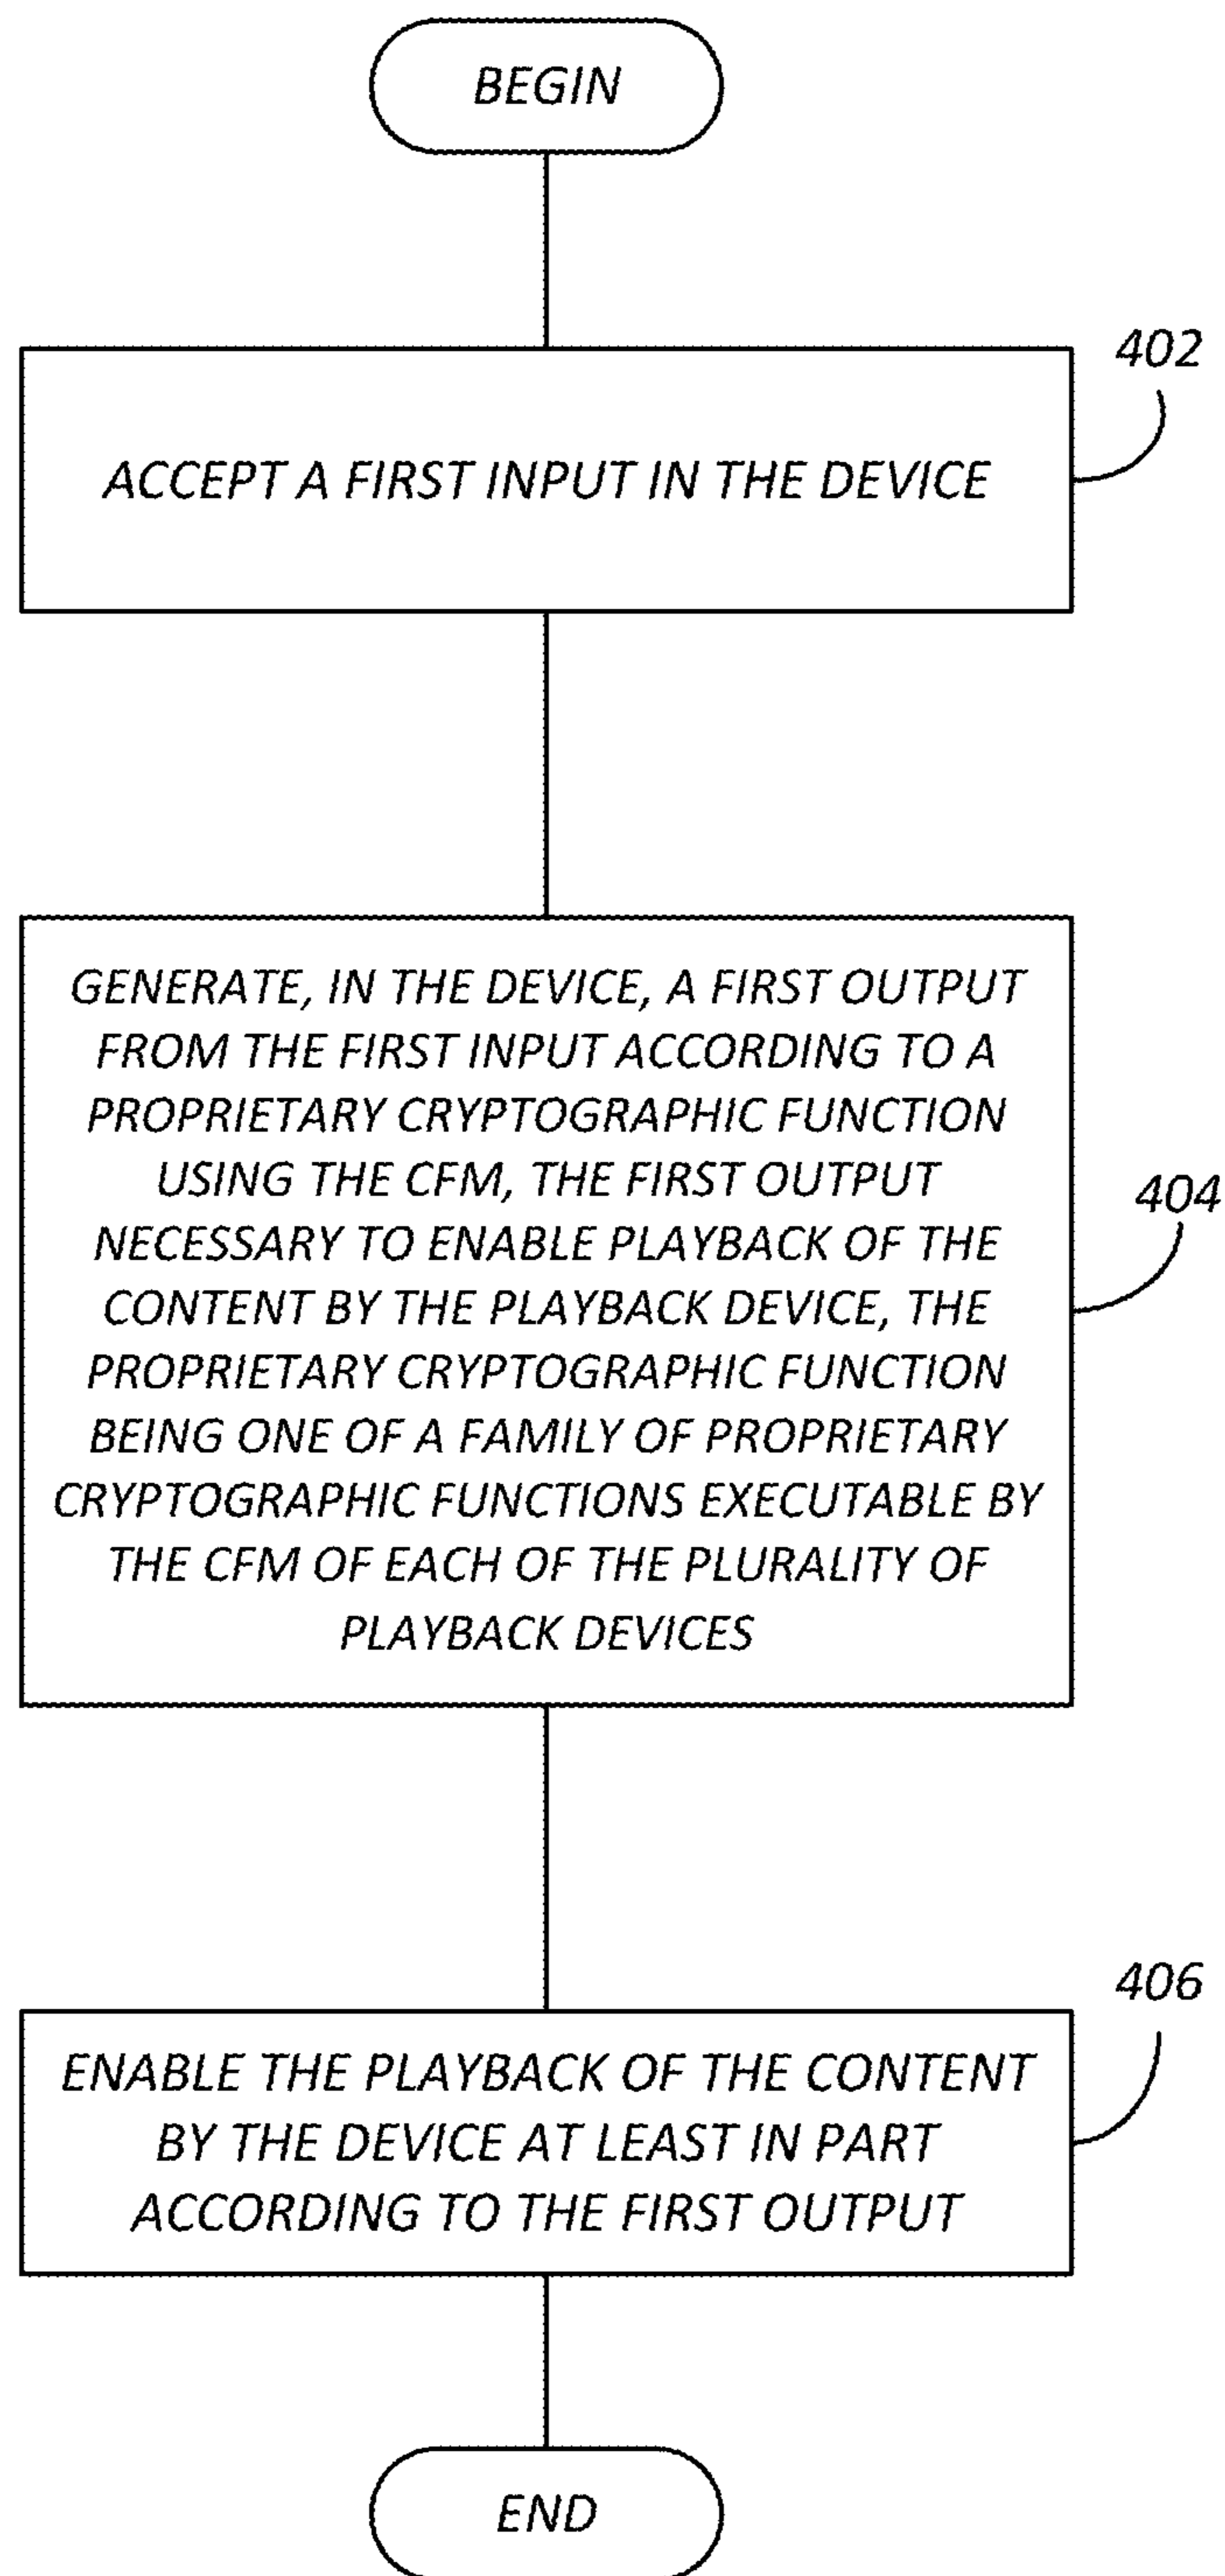 BEGIN
402
ACCEPT A FIRST INPUT IN THE DEVICE
GENERATE, IN THE DEVICE, A FIRST OUTPUT
FROM THE FIRST INPUT ACCORDING TO A
PROPRIETARY CRYPTOGRAPHIC FUNCTION
USING THE CFM, THE FIRST OUTPUT
404
NECESSARY TO ENABLE PLAYBACK OF THE
CONTENT BY THE PLAYBACK DEVICE, THE
PROPRIETARY CRYPTOGRAPHIC FUNCTION
BEING ONE OF A FAMILY OF PROPRIETARY
CRYPTOGRAPHIC FUNCTIONS EXECUTABLE BY
THE CFM OF EACH OF THE PLURALITY OF
PLAYBACK DEVICES
406
ENABLE THE PLAYBACK OF THE CONTENT
BY THE DEVICE AT LEAST IN PART
ACCORDING TO THE FIRST OUTPUT
END